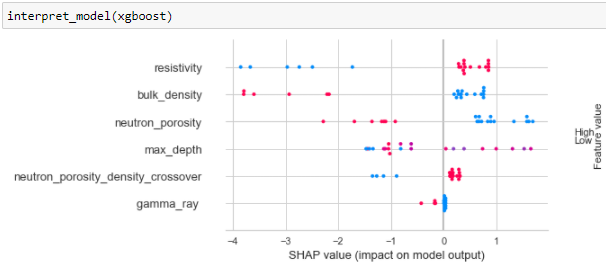 interpret_model(xgboost)
resistivity
bulk_density
neutron_porosity
max_depth
neutron_porosity_density_crossover
gamma_ray
High
Low
Feature value
−4 −3 −2 −1 0 1
SHAP value (impact on model output)